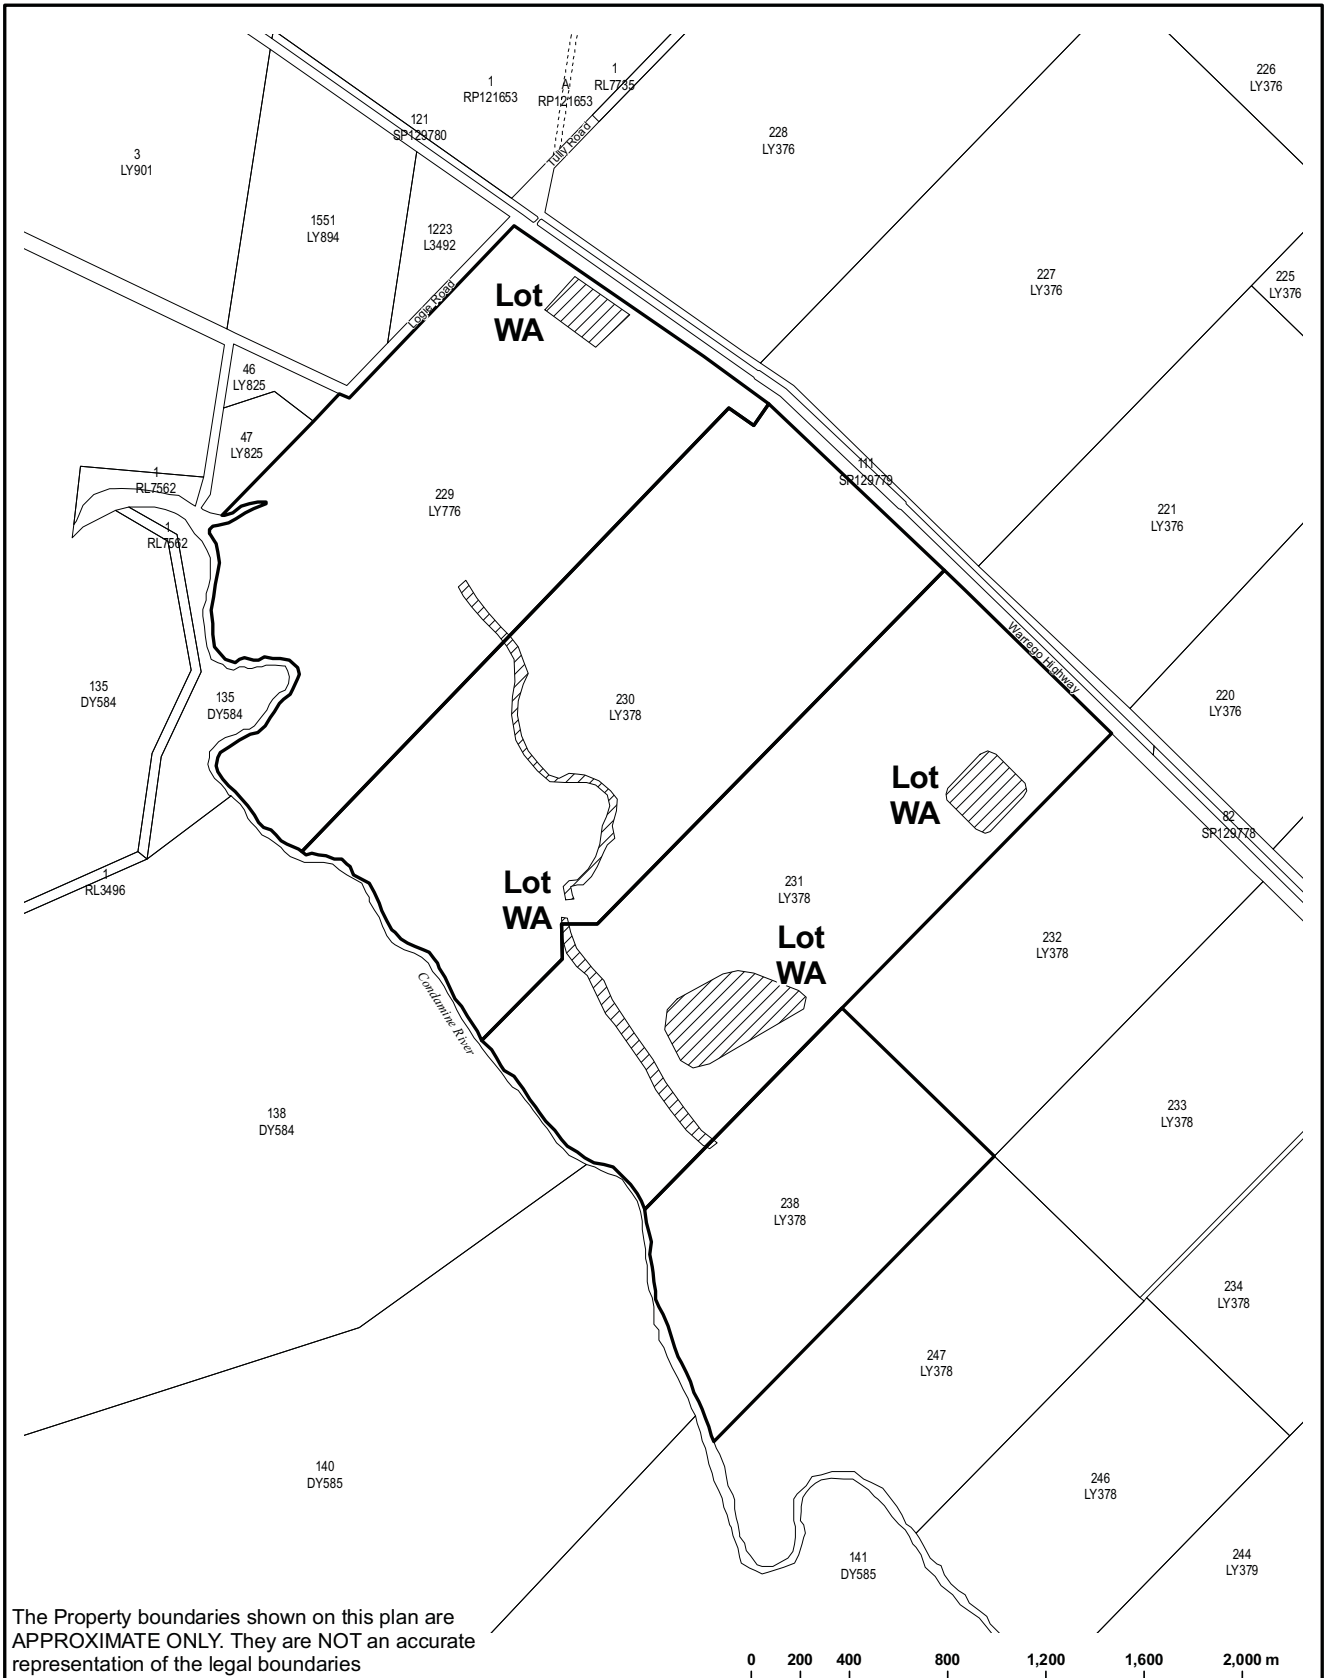 226
LY376
1
RL7735
1
RP121653
A
RP121653
121
SP129780
228
LY376
Tully Road
3
LY901
1551
LY894
1223
L3492
227
LY376
225
LY376
Logie Road
Lot
WA
46
LY825
47
LY825
111
SP129779
1
RL7562
229
LY776
221
LY376
1
RL7562
Warrego Highway
135
DY584
135
DY584
230
LY378
220
LY376
Lot
WA
82
SP129778
1
RL3496
Lot
WA
231
LY378
Lot
WA
232
LY378
Condamine River
138
DY584
233
LY378
238
LY378
234
LY378
247
LY378
140
DY585
246
LY378
141
DY585
244
LY379
The Property boundaries shown on this plan are
APPROXIMATE ONLY. They are NOT an accurate
representation of the legal boundaries
0 200 400 800 1,200 1,600 2,000 m